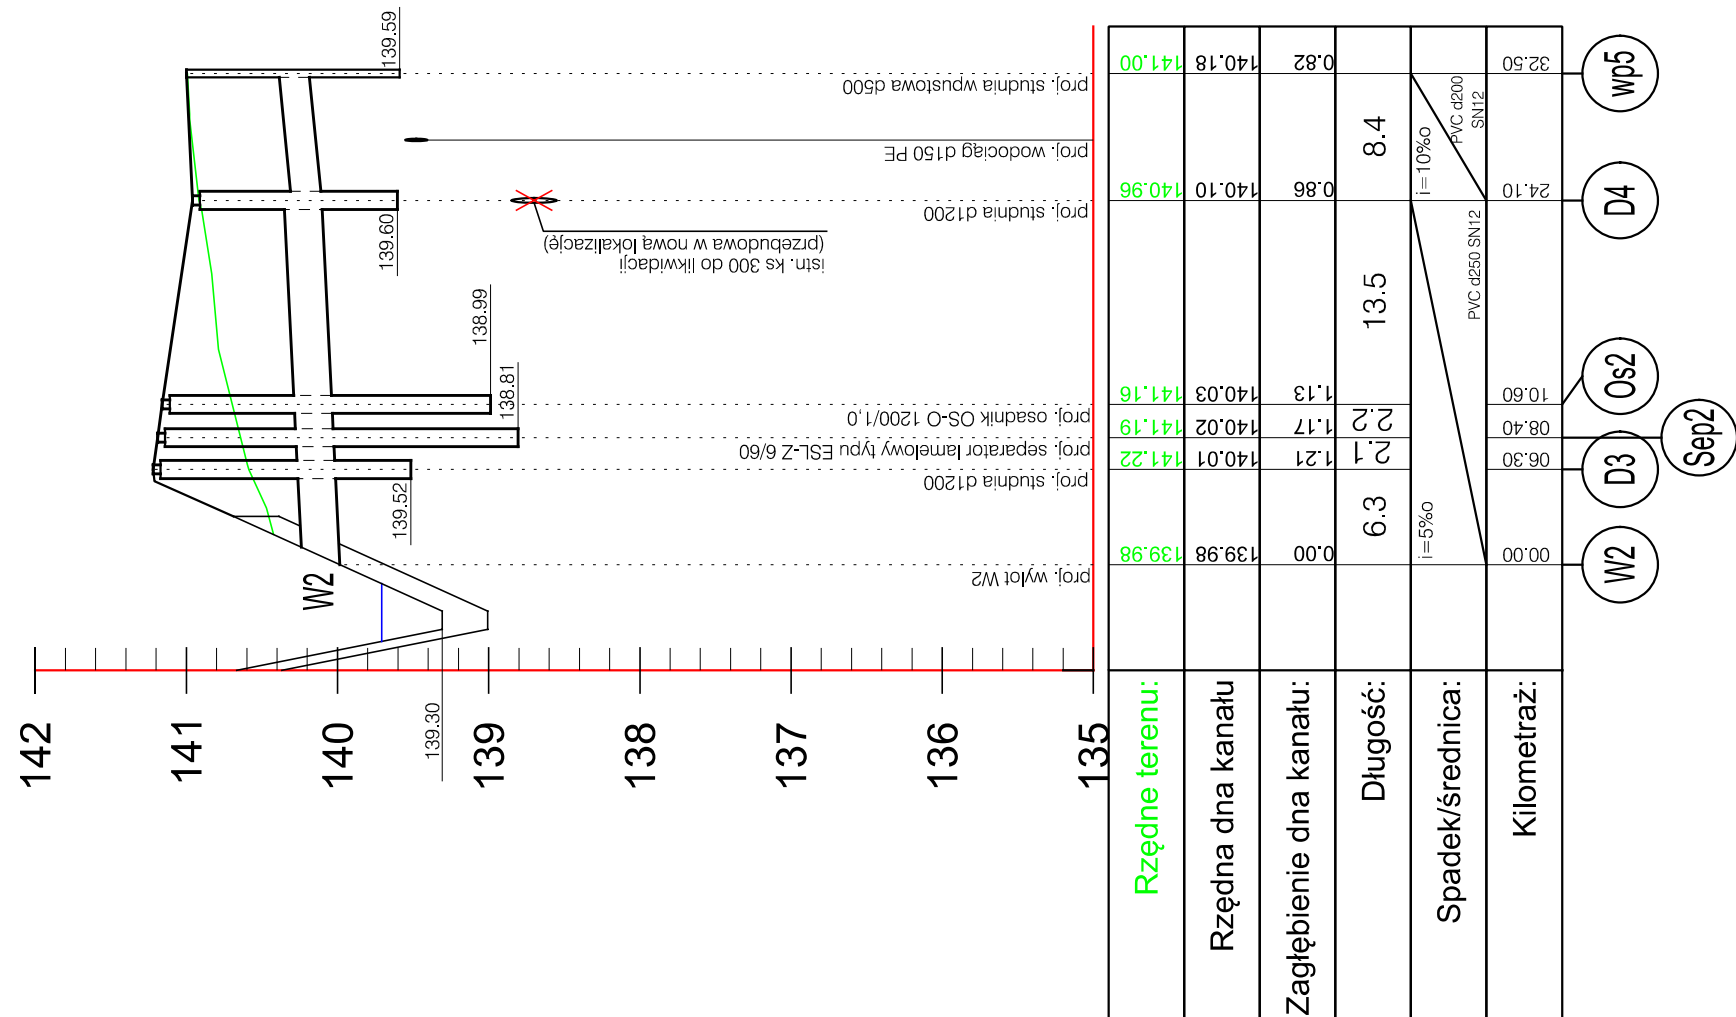 142
141
140
139
138
137
136
135
139.30
W2
139.52
138.81
138.99
139.60
139.59
proj. wylot W2
proj. studnia d1200
proj. separator lamelowy typu ESL-Z 6/60
proj. osadnik OS-O 1200/1,0
istn. ks 300 do likwidacji
(przebudowa w nową lokalizację)
proj. studnia d1200
proj. wodociąg d150 PE
proj. studnia wpustowa d500
Rzędne terenu:
139.98
141.22
141.19
141.16
140.96
141.00
Rzędna dna kanału
139.98
140.01
140.02
140.03
140.10
140.18
Zagłębienie dna kanału:
0.00
1.21
1.17
1.13
0.86
0.82
Długość:
6.3
2.1
2.2
13.5
8.4
Spadek/średnica:
i=5‰
PVC d250 SN12
i=10‰
PVC d200
SN12
Kilometraż:
00.00
06.30
08.40
10.60
24.10
32.50
W2
D3
Sep2
Os2
D4
wp5